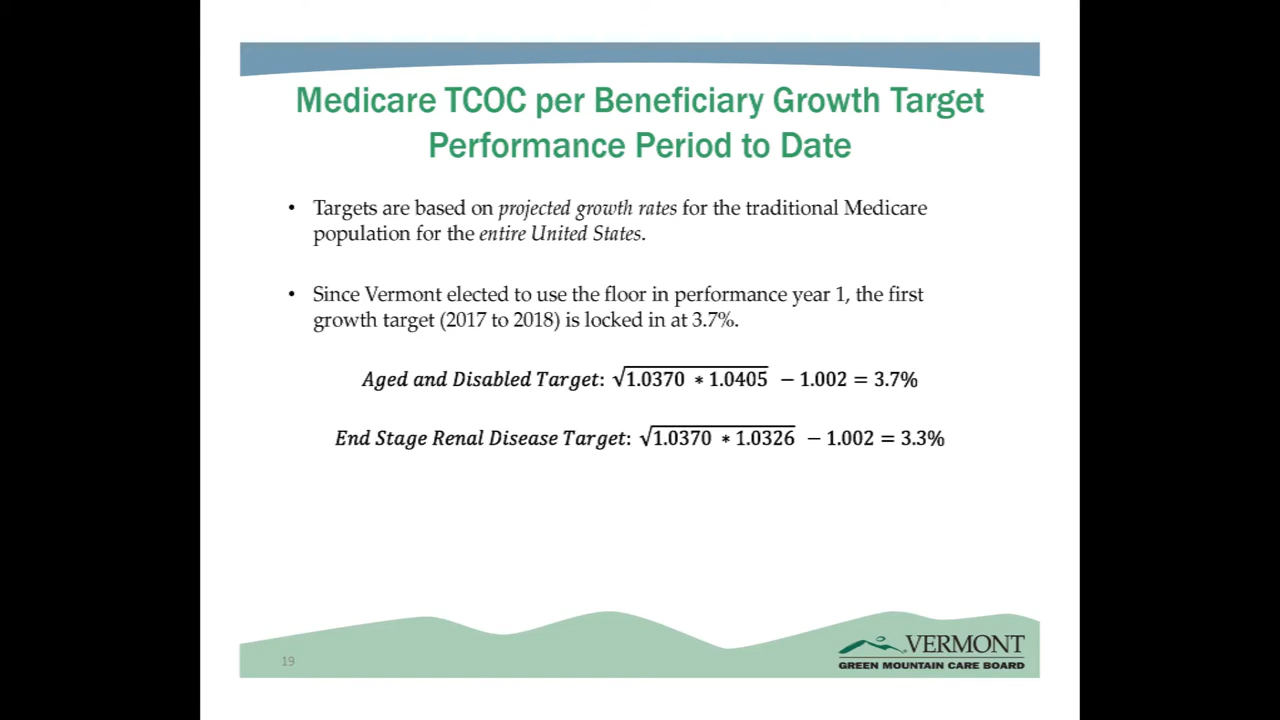 Medicare TCOC per Beneficiary Growth Target
Performance Period to Date
• Targets are based on projected growth rates for the traditional Medicare
population for the entire United States.
• Since Vermont elected to use the floor in performance year 1, the first
growth target (2017 to 2018) is locked in at 3.7%.
Aged and Disabled Target: √1.0370 * 1.0405 − 1.002 = 3.7%
End Stage Renal Disease Target: √1.0370 * 1.0326 − 1.002 = 3.3%
19
VERMONT
GREEN MOUNTAIN CARE BOARD